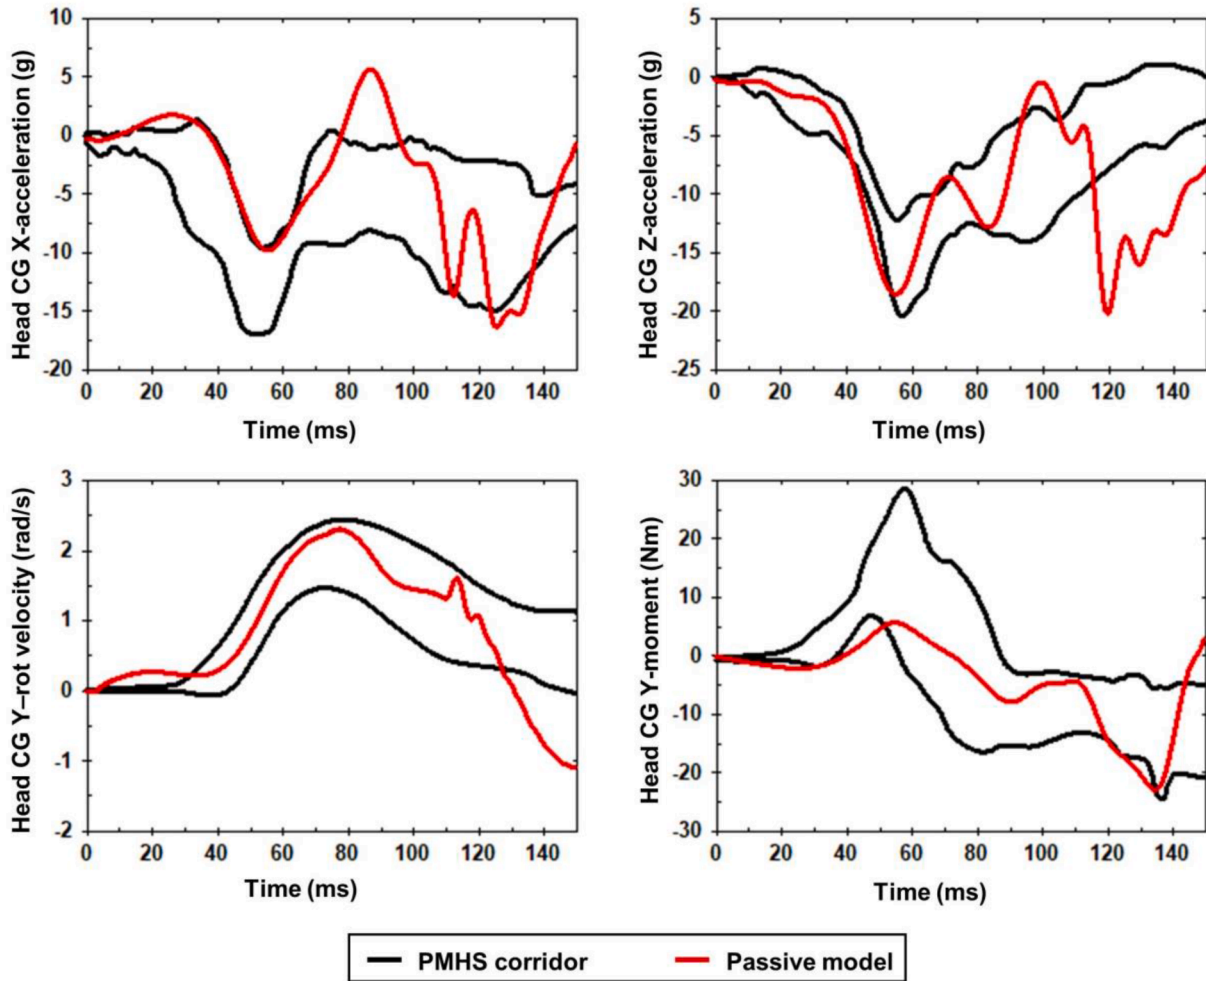 10
5
0
-5
-10
-15
-20
Head CG X-acceleration (g)
0 20 40 60 80 100 120 140
Time (ms)
5
0
-5
-10
-15
-20
-25
Head CG Z-acceleration (g)
0 20 40 60 80 100 120 140
Time (ms)
3
2
1
0
-1
-2
Head CG Y–rot velocity (rad/s)
0 20 40 60 80 100 120 140
Time (ms)
30
20
10
0
-10
-20
-30
Head CG Y-moment (Nm)
0 20 40 60 80 100 120 140
Time (ms)
PMHS corridor Passive model